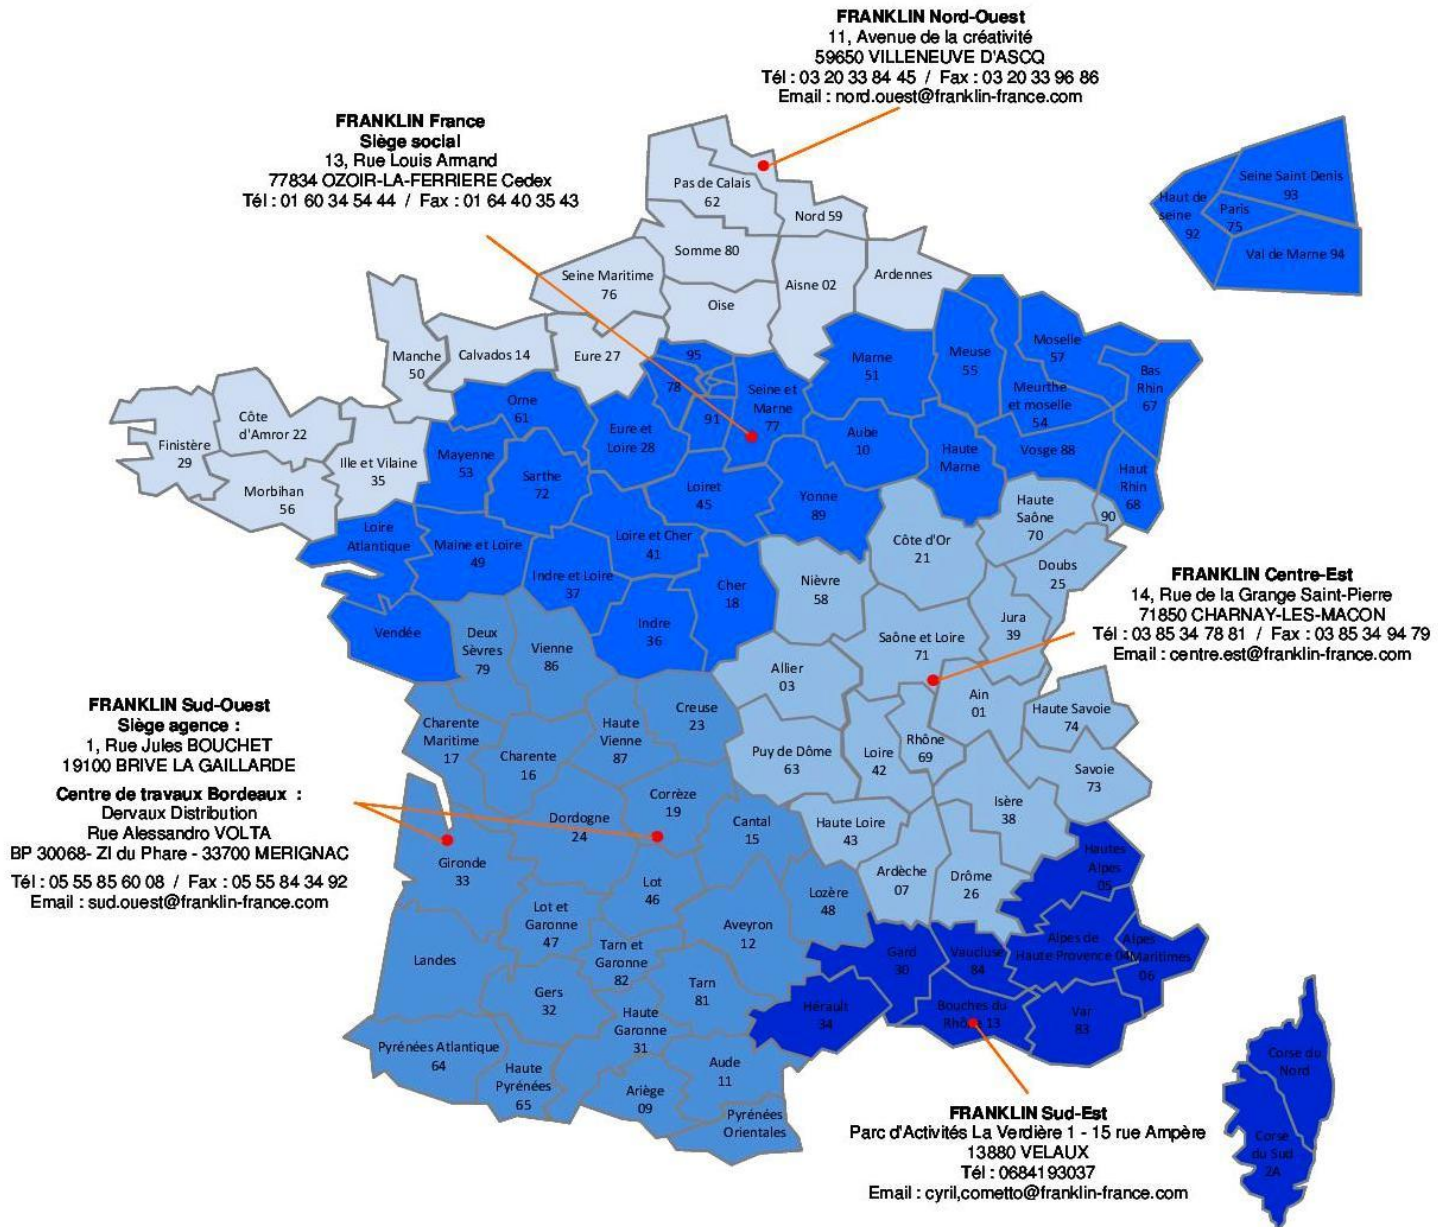 FRANKLIN Nord-Ouest
11, Avenue de la créativité
59650 VILLENEUVE D'ASCQ
Tél : 03 20 33 84 45 / Fax : 03 20 33 96 86
Email : nord.ouest@franklin-france.com
FRANKLIN France
Siège social
13, Rue Louis Armand
77834 OZOIR-LA-FERRIERE Cedex
Tél : 01 60 34 54 44 / Fax : 01 64 40 35 43
Seine Saint Denis
93
Haut de
seine
92
Paris
75
Val de Marne 94
Pas de Calais
62
Nord 59
Somme 80
Seine Maritime
76
Oise
Aisne 02
Ardennes
Manche
50
Calvados 14
Eure 27
95
78
91
Seine et
Marne
77
Marne
51
Meuse
55
Moselle
57
Meurthe
et moselle
54
Bas
Rhin
67
Finistère
29
Côte
d'Amror 22
Morbihan
56
Ille et Vilaine
35
Orne
61
Mayenne
53
Sarthe
72
Eure et
Loire 28
Loiret
45
Aube
10
Yonne
89
Haute
Marne
Vosge 88
Haut
Rhin
68
90
Loire
Atlantique
Maine et Loire
49
Indre et Loire
37
Loire et Cher
41
Cher
18
Indre
36
Vendée
Nièvre
58
Côte d'Or
21
Haute
Saône
70
Doubs
25
Jura
39
Saône et Loire
71
FRANKLIN Centre-Est
14, Rue de la Grange Saint-Pierre
71850 CHARNAY-LES-MACON
Tél : 03 85 34 78 81 / Fax : 03 85 34 94 79
Email : centre.est@franklin-france.com
Deux
Sèvres
79
Vienne
86
Allier
03
Ain
01
Haute Savoie
74
Savoie
73
Charente
Maritime
17
Charente
16
Haute
Vienne
87
Creuse
23
Puy de Dôme
63
Loire
42
Rhône
69
Isère
38
FRANKLIN Sud-Ouest
Siège agence :
1, Rue Jules BOUCHET
19100 BRIVE LA GAILLARDE
Centre de travaux Bordeaux :
Dervaux Distribution
Rue Alessandro VOLTA
BP 30068- ZI du Phare - 33700 MERIGNAC
Tél : 05 55 85 60 08 / Fax : 05 55 84 34 92
Email : sud.ouest@franklin-france.com
Gironde
33
Dordogne
24
Corrèze
19
Cantal
15
Haute Loire
43
Ardèche
07
Drôme
26
Hautes
Alpes
05
Lot
46
Lozère
48
Lot et
Garonne
47
Aveyron
12
Tarn et
Garonne
82
Landes
Gers
32
Tarn
81
Gard
30
Vaucluse
84
Alpes de
Haute Provence 04
Alpes
Maritimes
06
Hérault
34
Bouches du
Rhône 13
Var
83
Pyrénées Atlantique
64
Haute
Pyrénées
65
Haute
Garonne
31
Ariège
09
Aude
11
Pyrénées
Orientales
Corse du
Nord
Corse
du Sud
2A
FRANKLIN Sud-Est
Parc d'Activités La Verdière 1 - 15 rue Ampère
13880 VELAUX
Tél : 0684193037
Email : cyril,cometto@franklin-france.com